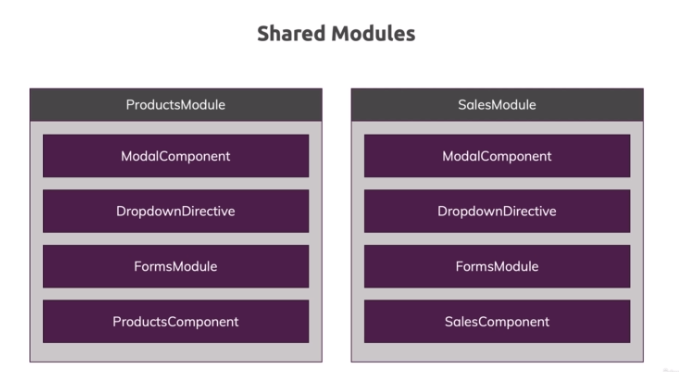 Shared Modules
ProductsModule
ModalComponent
DropdownDirective
FormsModule
ProductsComponent
SalesModule
ModalComponent
DropdownDirective
FormsModule
SalesComponent